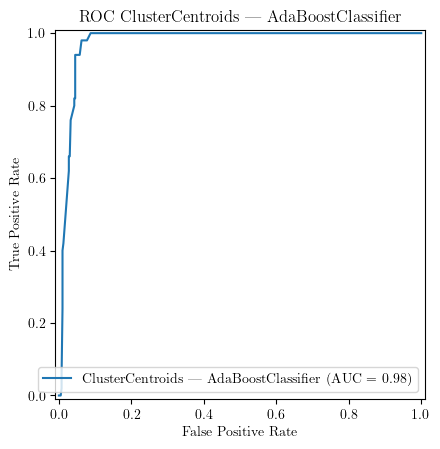 ROC ClusterCentroids — AdaBoostClassifier
1.0
0.8
0.6
0.4
0.2
0.0
True Positive Rate
ClusterCentroids — AdaBoostClassifier (AUC = 0.98)
0.0 0.2 0.4 0.6 0.8 1.0
False Positive Rate